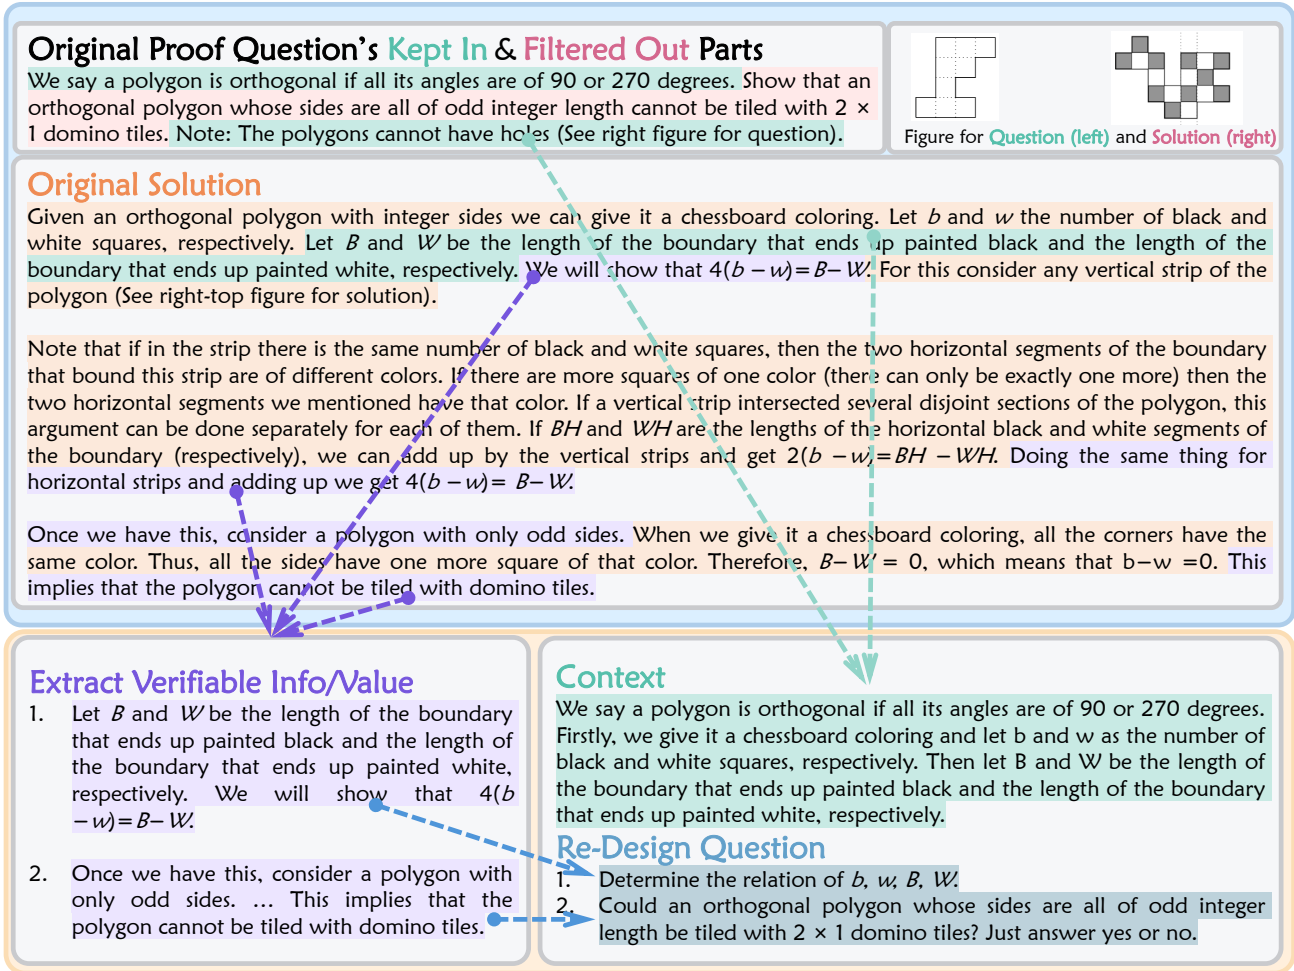 Original Proof Question's Kept In & Filtered Out Parts
We say a polygon is orthogonal if all its angles are of 90 or 270 degrees. Show that an
orthogonal polygon whose sides are all of odd integer length cannot be tiled with 2 ×
1 domino tiles. Note: The polygons cannot have holes (See right figure for question).
Figure for Question (left) and Solution (right)
Original Solution
Given an orthogonal polygon with integer sides we can give it a chessboard coloring. Let b and w the number of black and
white squares, respectively. Let B and W be the length of the boundary that ends up painted black and the length of the
boundary that ends up painted white, respectively. We will show that 4(b − w)= B− W. For this consider any vertical strip of the
polygon (See right-top figure for solution).
Note that if in the strip there is the same number of black and white squares, then the two horizontal segments of the boundary
that bound this strip are of different colors. If there are more squares of one color (there can only be exactly one more) then the
two horizontal segments we mentioned have that color. If a vertical strip intersected several disjoint sections of the polygon, this
argument can be done separately for each of them. If BH and WH are the lengths of the horizontal black and white segments of
the boundary (respectively), we can add up by the vertical strips and get 2(b − w)= BH − WH. Doing the same thing for
horizontal strips and adding up we get 4(b − w)= B− W.
Once we have this, consider a polygon with only odd sides. When we give it a chessboard coloring, all the corners have the
same color. Thus, all the sides have one more square of that color. Therefore, B− W = 0, which means that b−w =0. This
implies that the polygon cannot be tiled with domino tiles.
Extract Verifiable Info/Value
1. Let B and W be the length of the boundary
that ends up painted black and the length of
the boundary that ends up painted white,
respectively. We will show that 4(b
− w)= B− W.
2. Once we have this, consider a polygon with
only odd sides. … This implies that the
polygon cannot be tiled with domino tiles.
Context
We say a polygon is orthogonal if all its angles are of 90 or 270 degrees.
Firstly, we give it a chessboard coloring and let b and w as the number of
black and white squares, respectively. Then let B and W be the length of
the boundary that ends up painted black and the length of the boundary
that ends up painted white, respectively.
Re-Design Question
1. Determine the relation of b, w, B, W.
2. Could an orthogonal polygon whose sides are all of odd integer
length be tiled with 2 × 1 domino tiles? Just answer yes or no.